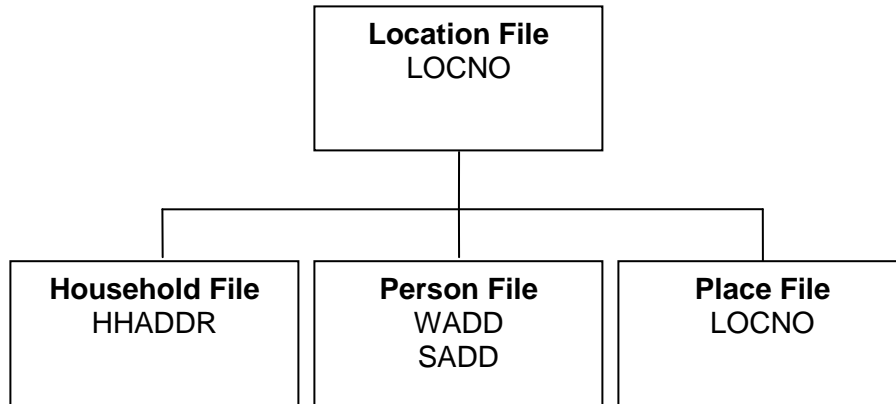 Location File
LOCNO
Household File
HHADDR
Person File
WADD
SADD
Place File
LOCNO